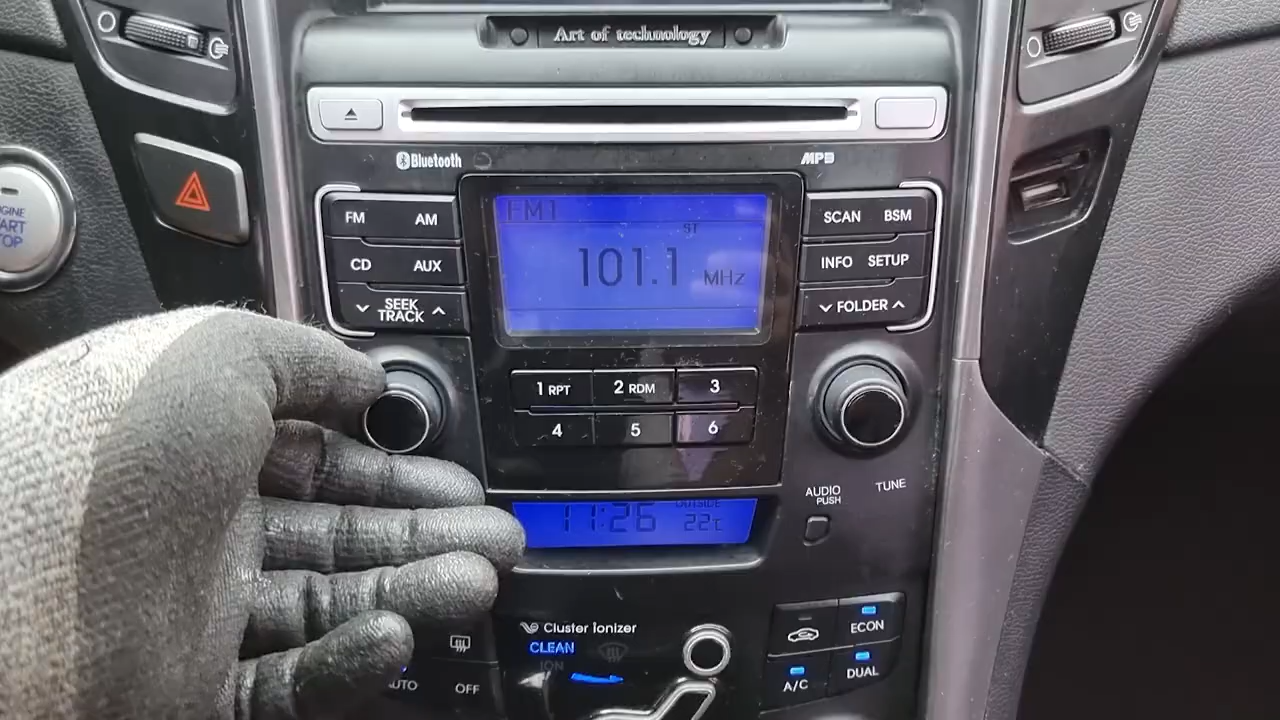 Art of technology
Bluetooth
MP3
FM AM
CD AUX
SEEK
TRACK
FM1
ST
101.1 MHz
SCAN BSM
INFO SETUP
FOLDER
1 RPT 2 RDM 3
4 5 6
START
STOP
AUDIO
PUSH
TUNE
OUTSIDE
11:26 22℃
Cluster Ionizer
CLEAN
ION
OFF
ECON
A/C DUAL